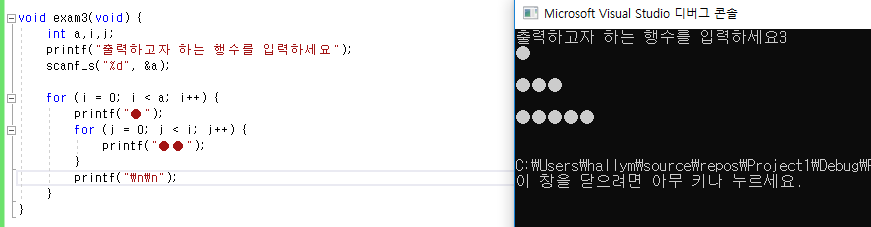 void exam3(void) {
int a,i,j;
printf("출력하고자 하는 행수를 입력하세요");
scanf_s("%d", &a);
for (i = 0; i < a; i++) {
printf("●");
for (j = 0; j < i; j++) {
printf("●●");
}
printf("₩n₩n");
}
}
Microsoft Visual Studio 디버그 콘솔
출력하고자 하는 행수를 입력하세요3
●
●●●
●●●●●
C:₩Users₩hallym₩source₩repos₩Project1₩Debug₩
이 창을 닫으려면 아무 키나 누르세요.